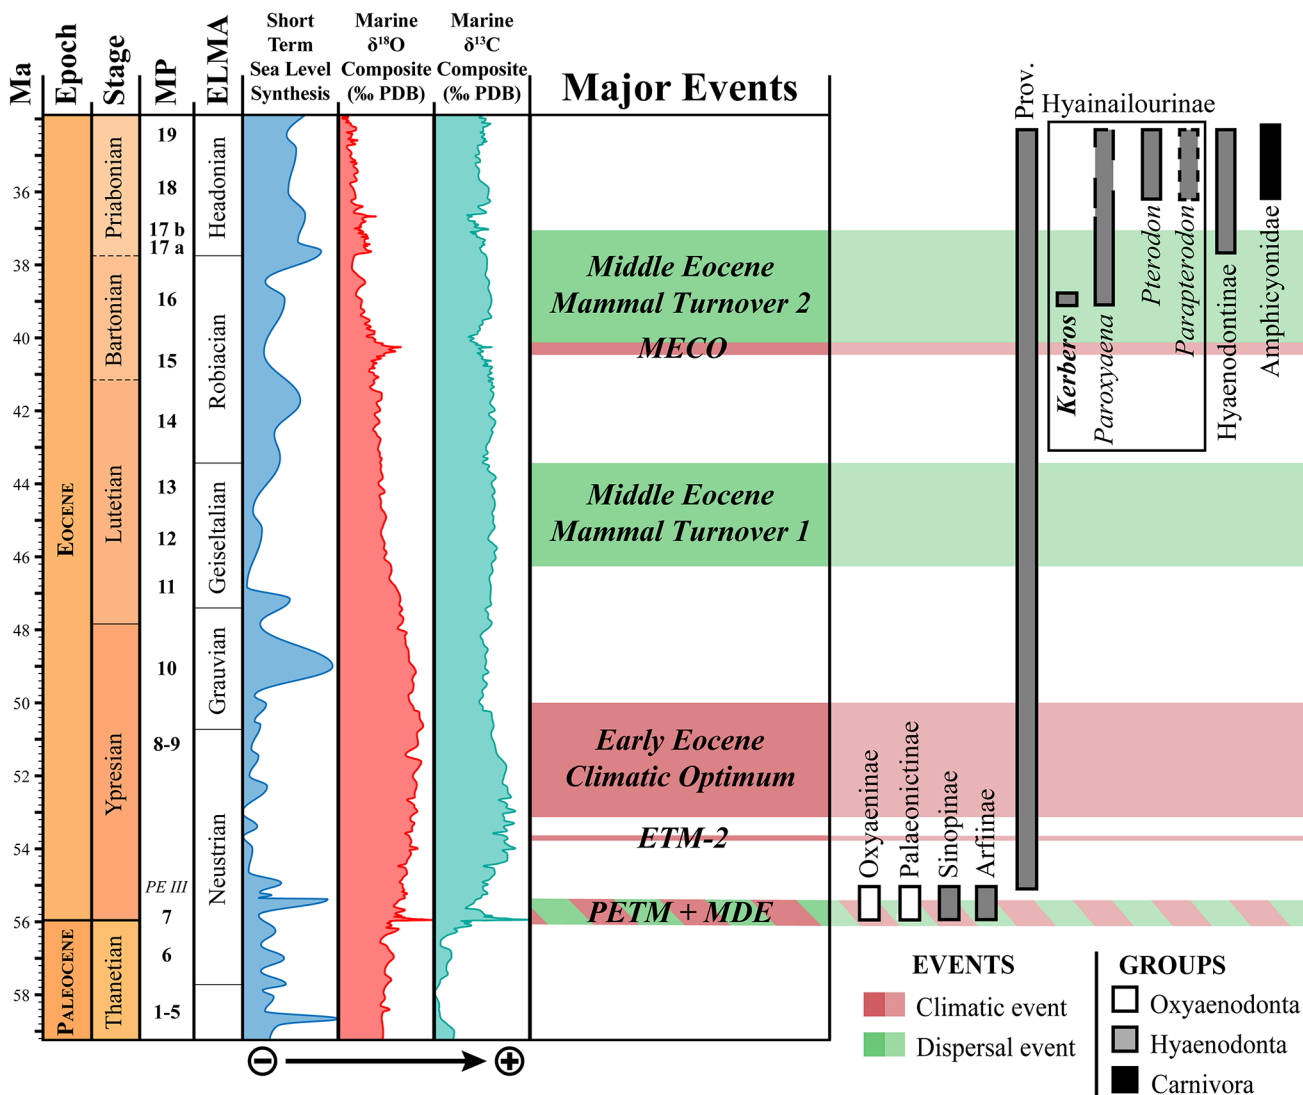 Ma
Epoch
Stage
MP
ELMA
Short
Term
Sea Level
Synthesis
Marine
δ¹⁸O
Composite
(‰ PDB)
Marine
δ¹³C
Composite
(‰ PDB)
Major Events
36
38
40
42
44
46
48
50
52
54
56
58
EOCENE
PALEOCENE
Priabonian
Bartonian
Lutetian
Ypresian
Thanetian
19
18
17 b
17 a
16
15
14
13
12
11
10
8-9
PE III
7
6
1-5
Headonian
Robiacian
Geiseltalian
Grauvian
Neustrian
Middle Eocene
Mammal Turnover 2
MECO
Middle Eocene
Mammal Turnover 1
Early Eocene
Climatic Optimum
ETM-2
PETM + MDE
Oxyaeninae
Palaeonictinae
Sinopinae
Arfiinae
Prov.
Hyainailourinae
Kerberos
Paroxyaena
Pterodon
Parapterodon
Hyaenodontinae
Amphicyonidae
EVENTS
Climatic event
Dispersal event
GROUPS
Oxyaenodonta
Hyaenodonta
Carnivora